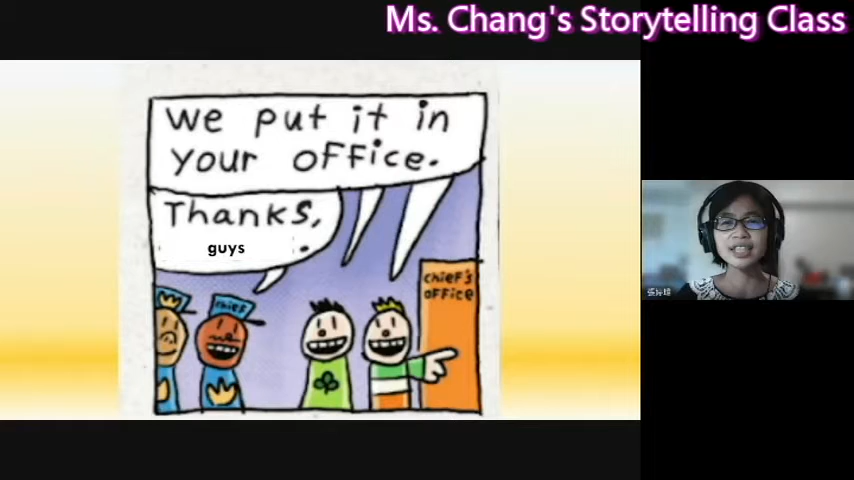 Ms. Chang's Storytelling Class
We put it in
your office.
Thanks,
guys.
chief's
office
chief